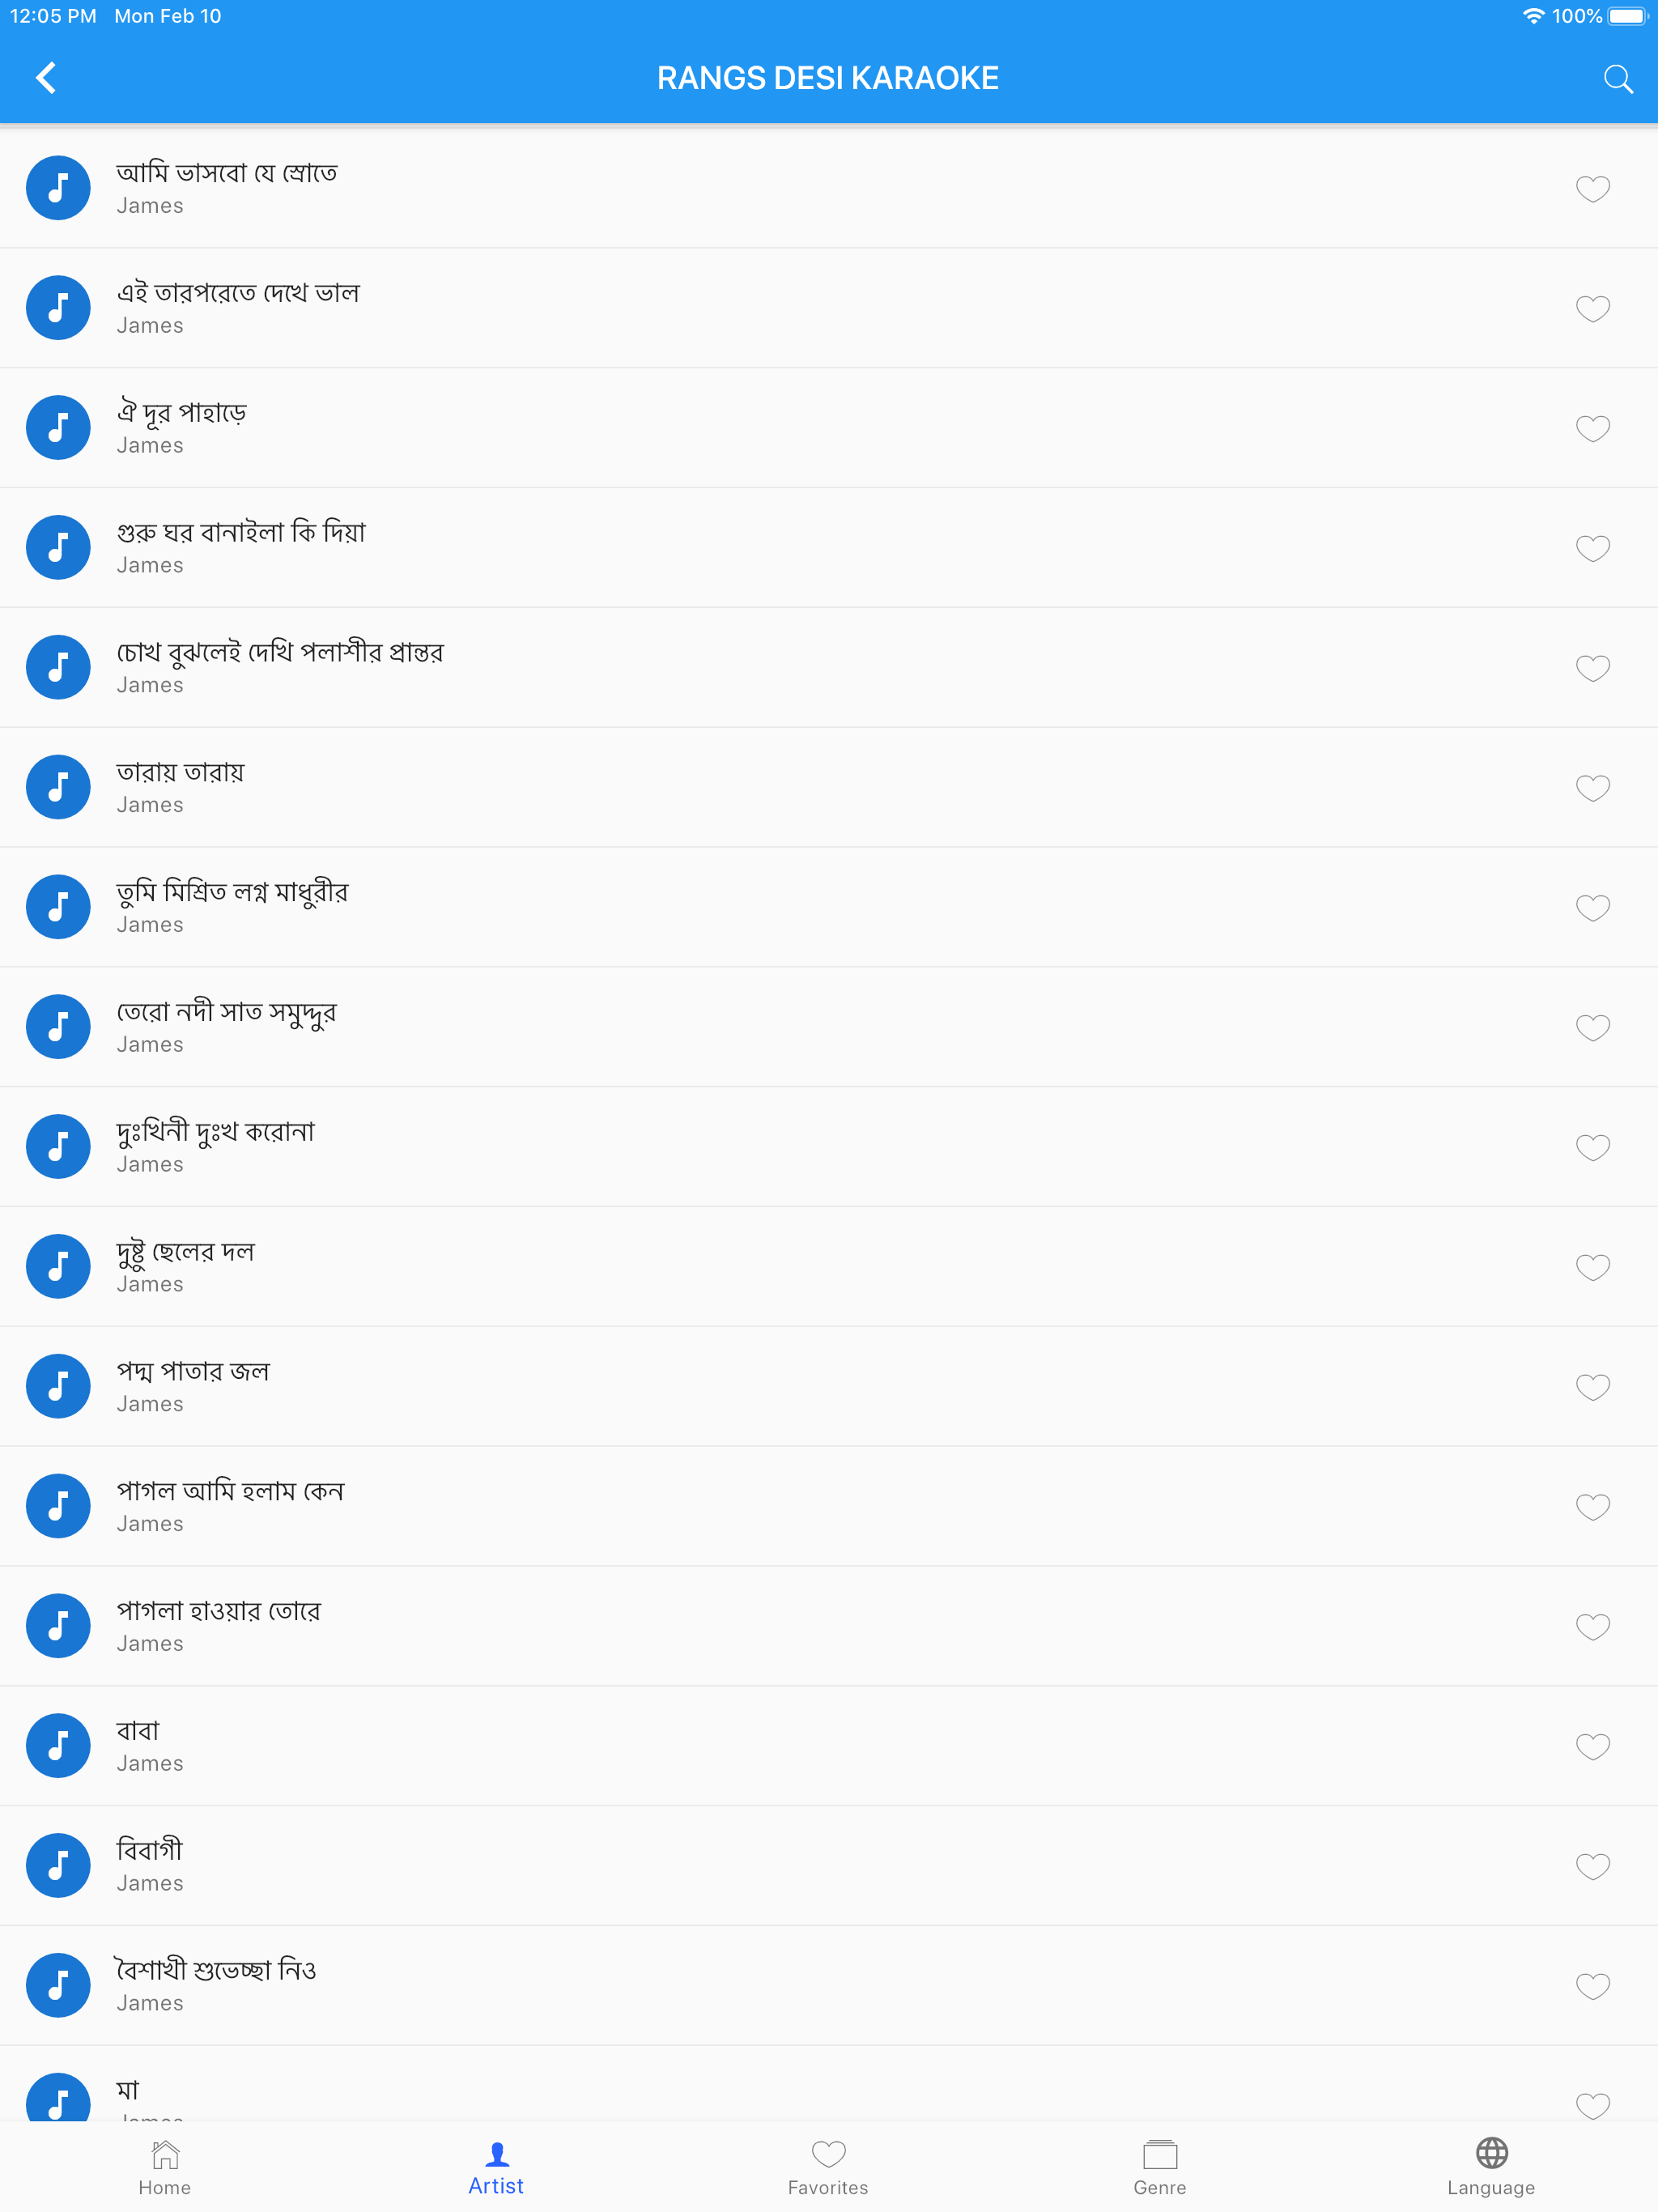 12:05 PM Mon Feb 10 100%
RANGS DESI KARAOKE
আমি ভাসবো যে স্রোতে
James
এই তারপরেতে দেখে ভাল
James
ঐ দূর পাহাড়ে
James
গুরু ঘর বানাইলা কি দিয়া
James
চোখ বুঝলেই দেখি পলাশীর প্রান্তর
James
তারায় তারায়
James
তুমি মিশ্রিত লগ্ন মাধুরীর
James
তেরো নদী সাত সমুদ্দুর
James
দুঃখিনী দুঃখ করোনা
James
দুষ্টু ছেলের দল
James
পদ্ম পাতার জল
James
পাগল আমি হলাম কেন
James
পাগলা হাওয়ার তোরে
James
বাবা
James
বিবাগী
James
বৈশাখী শুভেচ্ছা নিও
James
মা
Home Artist Favorites Genre Language